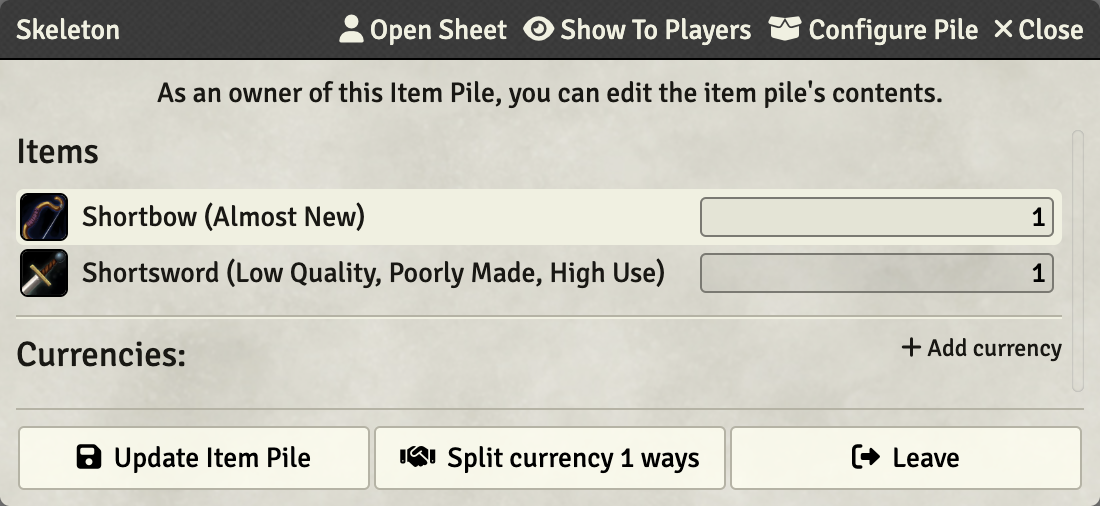 Skeleton Open Sheet Show To Players Configure Pile Close
As an owner of this Item Pile, you can edit the item pile's contents.
Items
Shortbow (Almost New) 1
Shortsword (Low Quality, Poorly Made, High Use) 1
Currencies: + Add currency
Update Item Pile Split currency 1 ways Leave